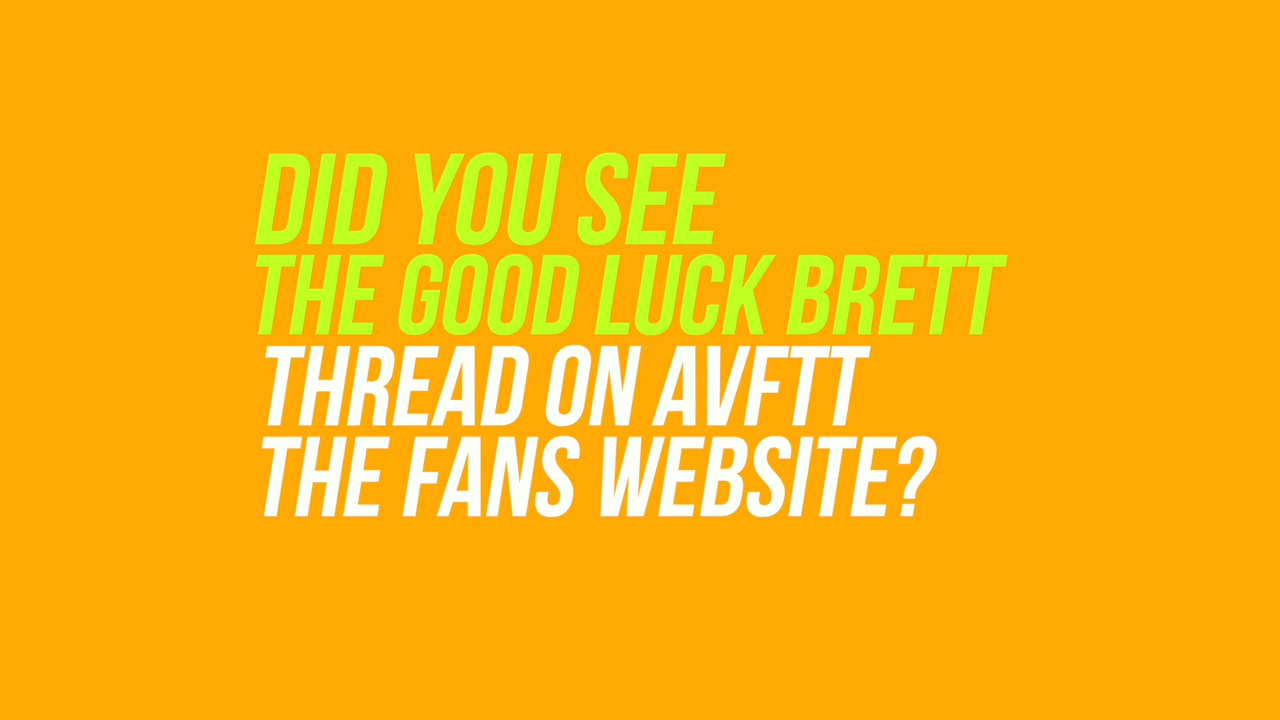 DID YOU SEE
THE GOOD LUCK BRETT
THREAD ON AVFTT
THE FANS WEBSITE?